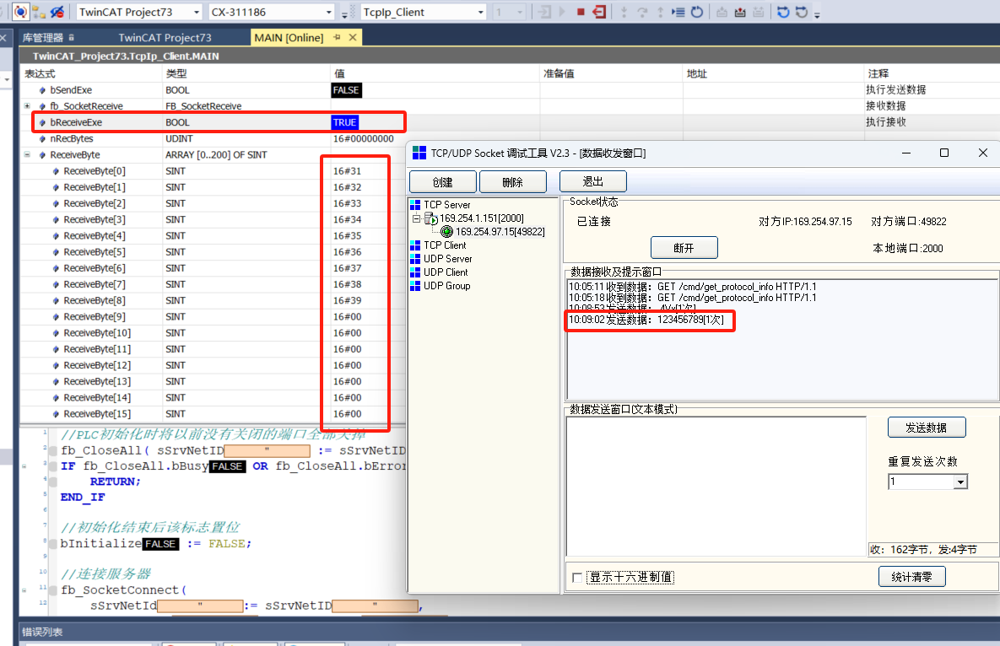 TwinCAT Project73 CX-311186 TcpIp_Client 1
库管理器 TwinCAT Project73 MAIN [Online]
TwinCAT_Project73.TcpIp_Client.MAIN
表达式 类型 值 准备值 地址 注释
bSendExe BOOL FALSE 执行发送数据
fb_SocketReceive FB_SocketReceive 接收数据
bReceiveExe BOOL TRUE 执行接收
nRecBytes UDINT 16#00000000
ReceiveByte ARRAY [0..200] OF SINT
ReceiveByte[0] SINT 16#31
ReceiveByte[1] SINT 16#32
ReceiveByte[2] SINT 16#33
ReceiveByte[3] SINT 16#34
ReceiveByte[4] SINT 16#35
ReceiveByte[5] SINT 16#36
ReceiveByte[6] SINT 16#37
ReceiveByte[7] SINT 16#38
ReceiveByte[8] SINT 16#39
ReceiveByte[9] SINT 16#00
ReceiveByte[10] SINT 16#00
ReceiveByte[11] SINT 16#00
ReceiveByte[12] SINT 16#00
ReceiveByte[13] SINT 16#00
ReceiveByte[14] SINT 16#00
ReceiveByte[15] SINT 16#00
1 //PLC初始化时将以前没有关闭的端口全部关掉
2 fb_CloseAll( sSrvNetID '' := sSrvNetID
3 IF fb_CloseAll.bBusy FALSE OR fb_CloseAll.bError
4 RETURN;
5 END_IF
6
7 //初始化结束后该标志置位
8 bInitialize FALSE := FALSE;
9
10 //连接服务器
11 fb_SocketConnect(
12 sSrvNetId '' := sSrvNetID '' ,
错误列表
TCP/UDP Socket 调试工具 V2.3 - [数据收发窗口]
创建 删除 退出
TCP Server
169.254.1.151[2000]
169.254.97.15[49822]
TCP Client
UDP Server
UDP Client
UDP Group
Socket状态
已连接 对方IP:169.254.97.15 对方端口:49822
断开 本地端口:2000
数据接收及提示窗口
10:05:11 收到数据：GET /cmd/get_protocol_info HTTP/1.1
10:05:18 收到数据：GET /cmd/get_protocol_info HTTP/1.1
10:08:53 发送数据：
10:09:02 发送数据：123456789[1次]
数据发送窗口(文本模式)
发送数据
重复发送次数
1
收：162字节，发:4字节
显示十六进制值 统计清零